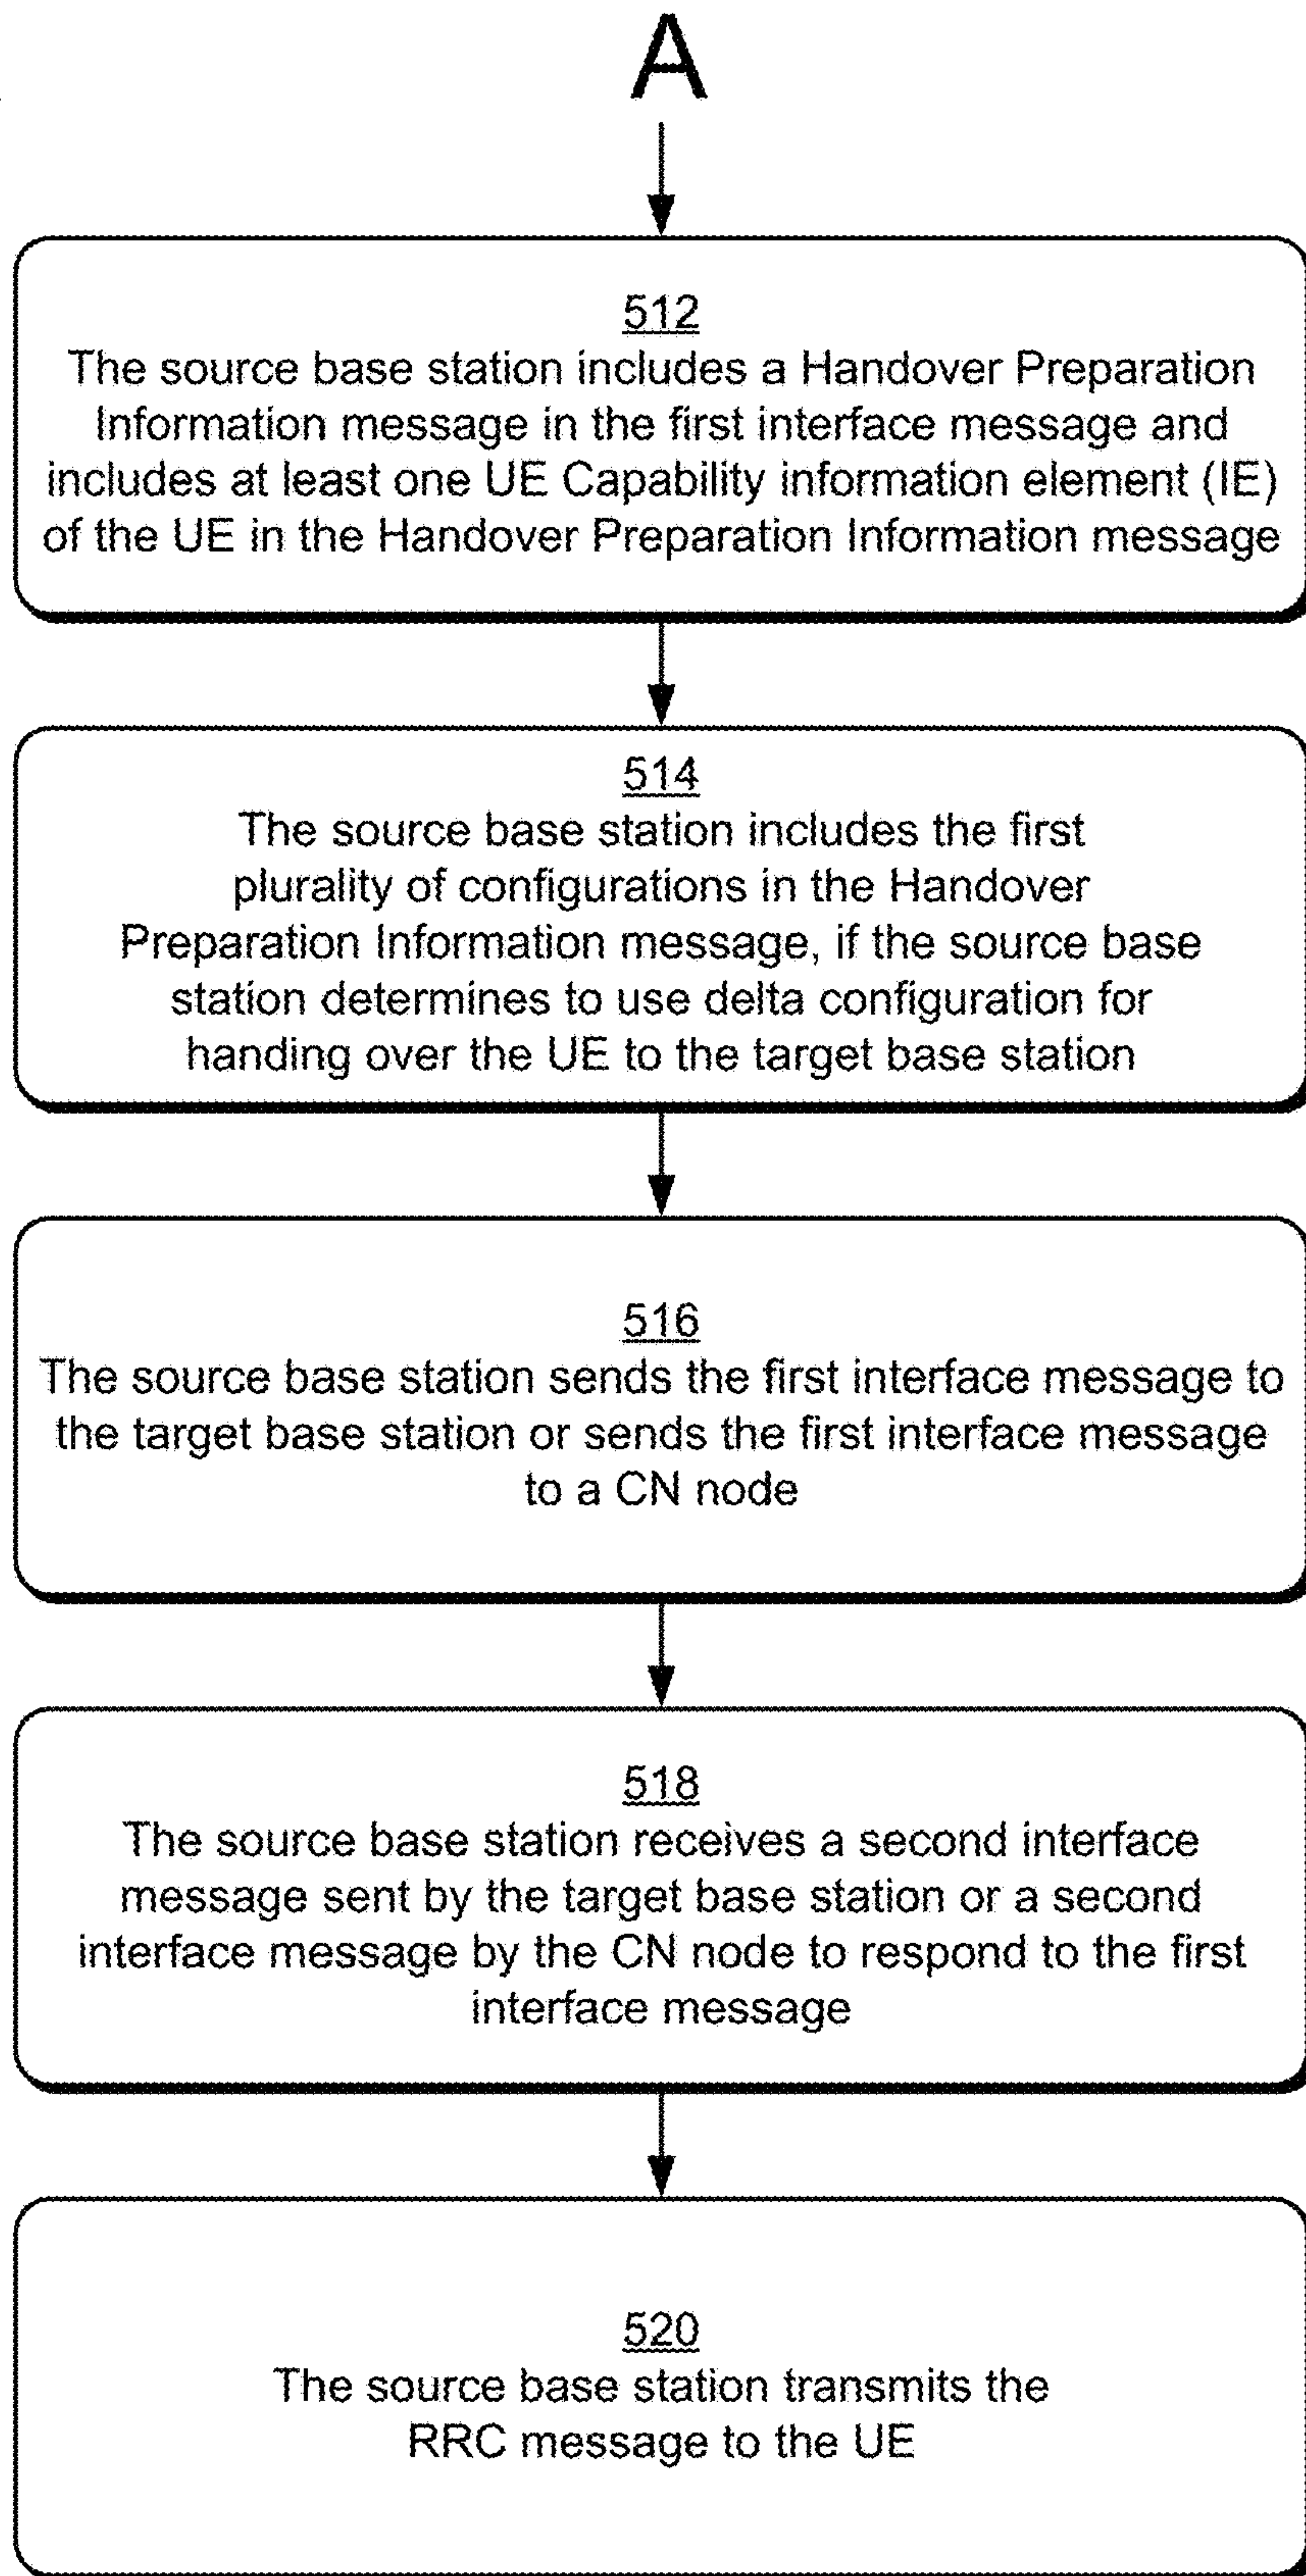 A
512
The source base station includes a Handover Preparation
Information message in the first interface message and
includes at least one UE Capability information element (IE)
of the UE in the Handover Preparation Information message
514
The source base station includes the first
plurality of configurations in the Handover
Preparation Information message, if the source base
station determines to use delta configuration for
handing over the UE to the target base station
516
The source base station sends the first interface message to
the target base station or sends the first interface message
to a CN node
518
The source base station receives a second interface
message sent by the target base station or a second
interface message by the CN node to respond to the first
interface message
520
The source base station transmits the
RRC message to the UE